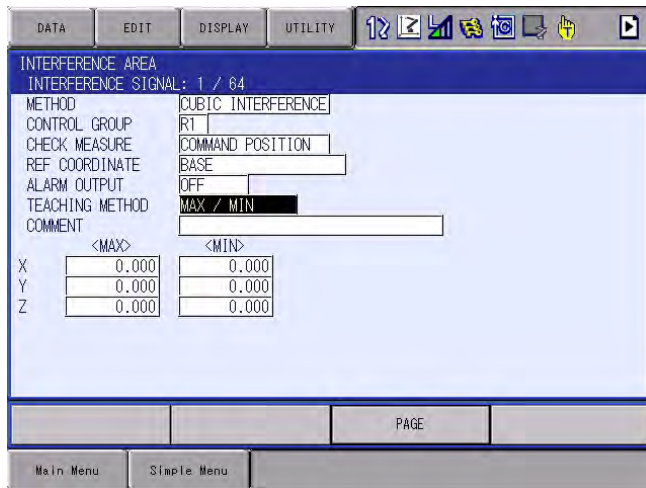 DATA EDIT DISPLAY UTILITY
INTERFERENCE AREA
INTERFERENCE SIGNAL: 1 / 64
METHOD CUBIC INTERFERENCE
CONTROL GROUP R1
CHECK MEASURE COMMAND POSITION
REF COORDINATE BASE
ALARM OUTPUT OFF
TEACHING METHOD MAX / MIN
COMMENT
<MAX> <MIN>
X 0.000 0.000
Y 0.000 0.000
Z 0.000 0.000
PAGE
Main Menu Simple Menu